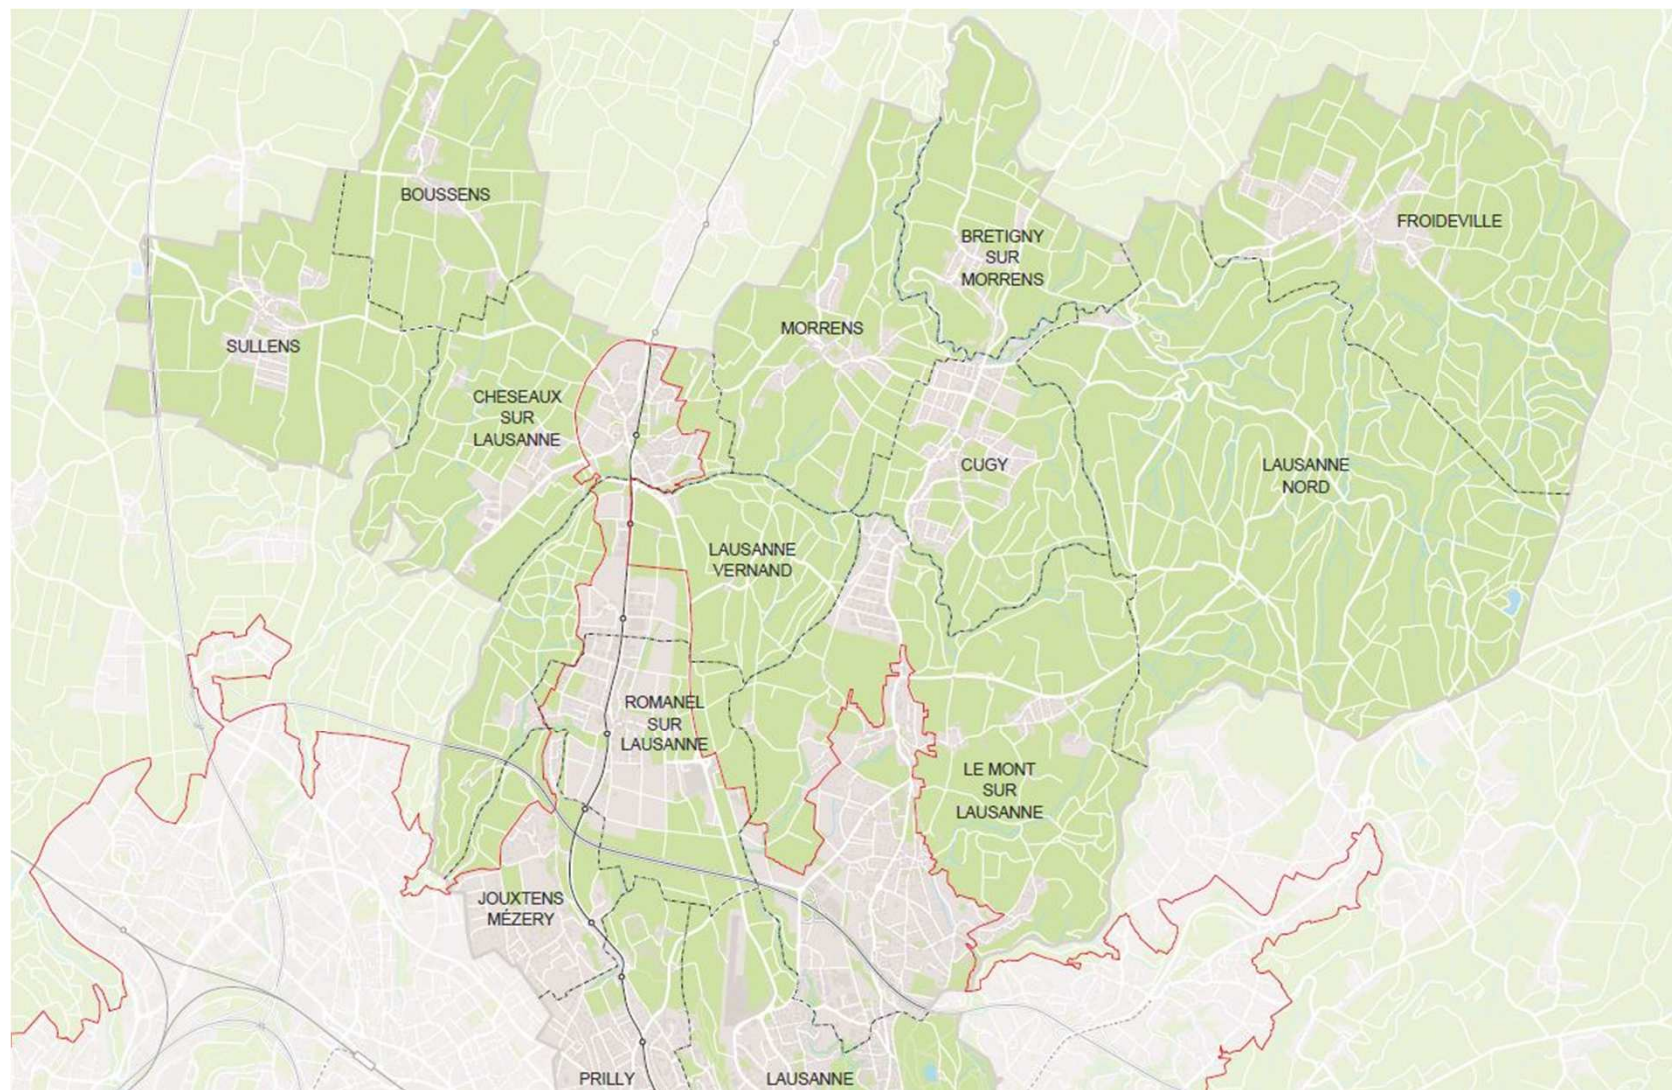 BOUSSENS
FROIDEVILLE
BRETIGNY
SUR
MORRENS
MORRENS
SULLENS
CHESEAUX
SUR
LAUSANNE
CUGY
LAUSANNE
NORD
LAUSANNE
VERNAND
ROMANEL
SUR
LAUSANNE
LE MONT
SUR
LAUSANNE
JOUXTENS
MÉZERY
PRILLY
LAUSANNE